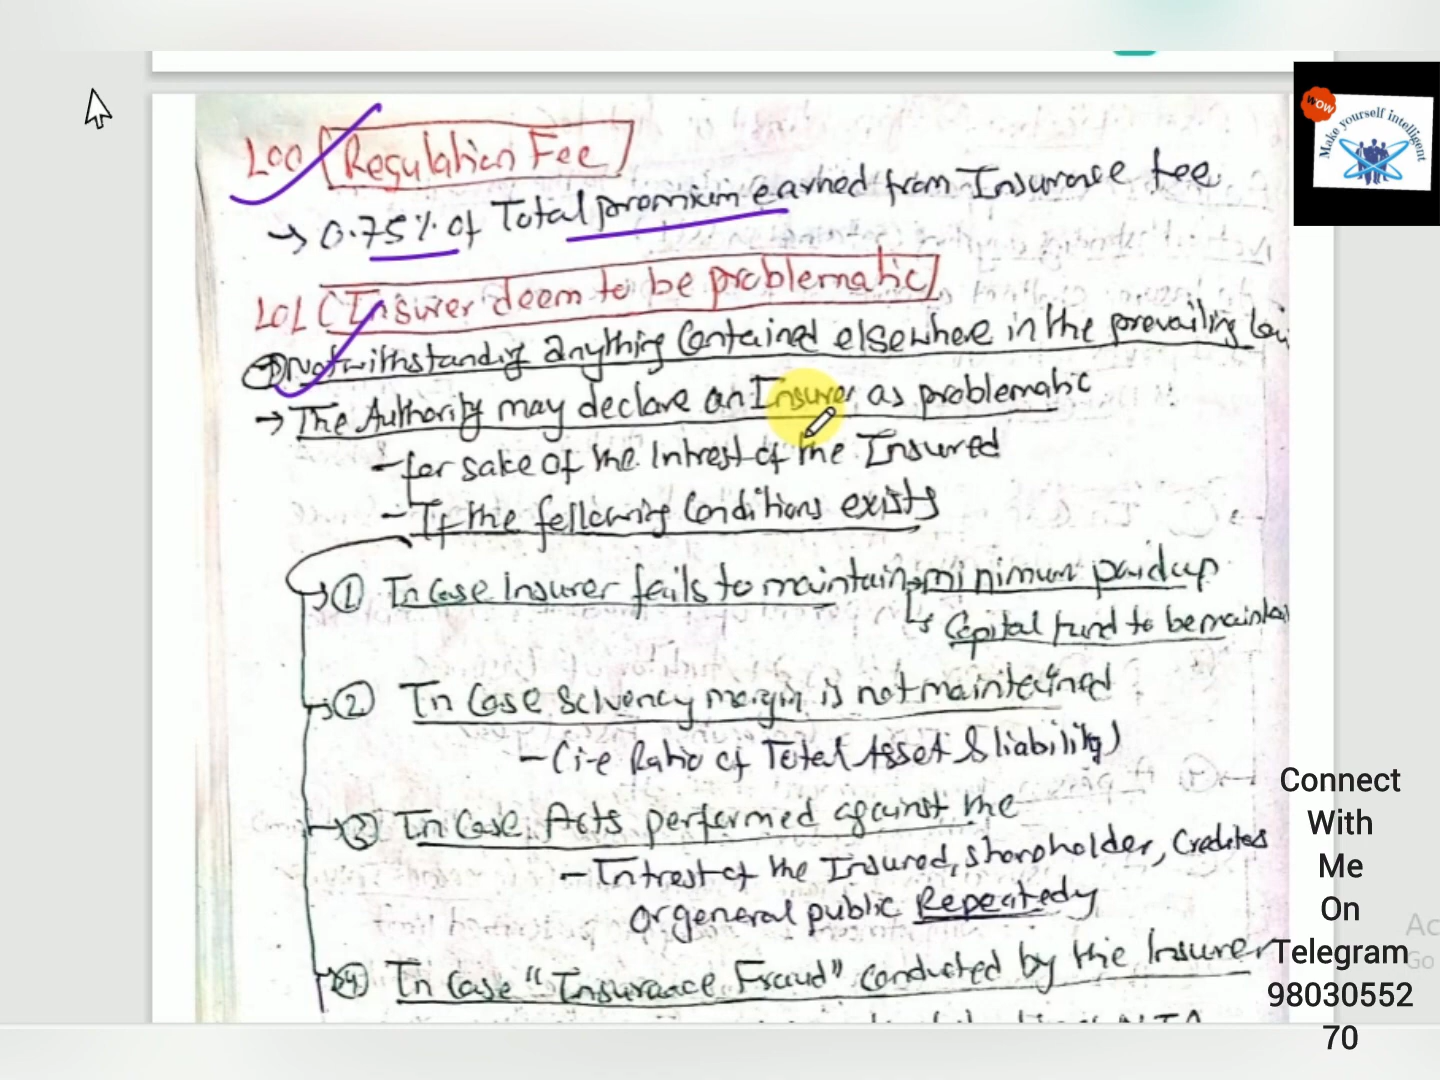 100 (Regulation Fee)
→ 0.75% of Total premium earned from Insurance fee
101 (Insurer deem to be problematic)
→ Notwithstanding anything Contained elsewhere in the prevailing
→ The Authority may declare an Insurer as problematic
- for sake of the Intrest of the Insured
- If the following Conditions exists
→ ① In Case Insurer fails to maintain → minimum paidup
↳ Capital fund to be
→ ② In Case Solvency margin is not maintained
- (i-e Ratio of Total Asset & liability)
→ ③ In Case Acts performed against the
- Intrest of the Insured, Shareholder, Creditors
Or general public Repeatedly
→ ④ In Case "Insurance Fraud" conducted by the Insurer
WOW
Make yourself intelligent
Connect
With
Me
On
Telegram
98030552
70